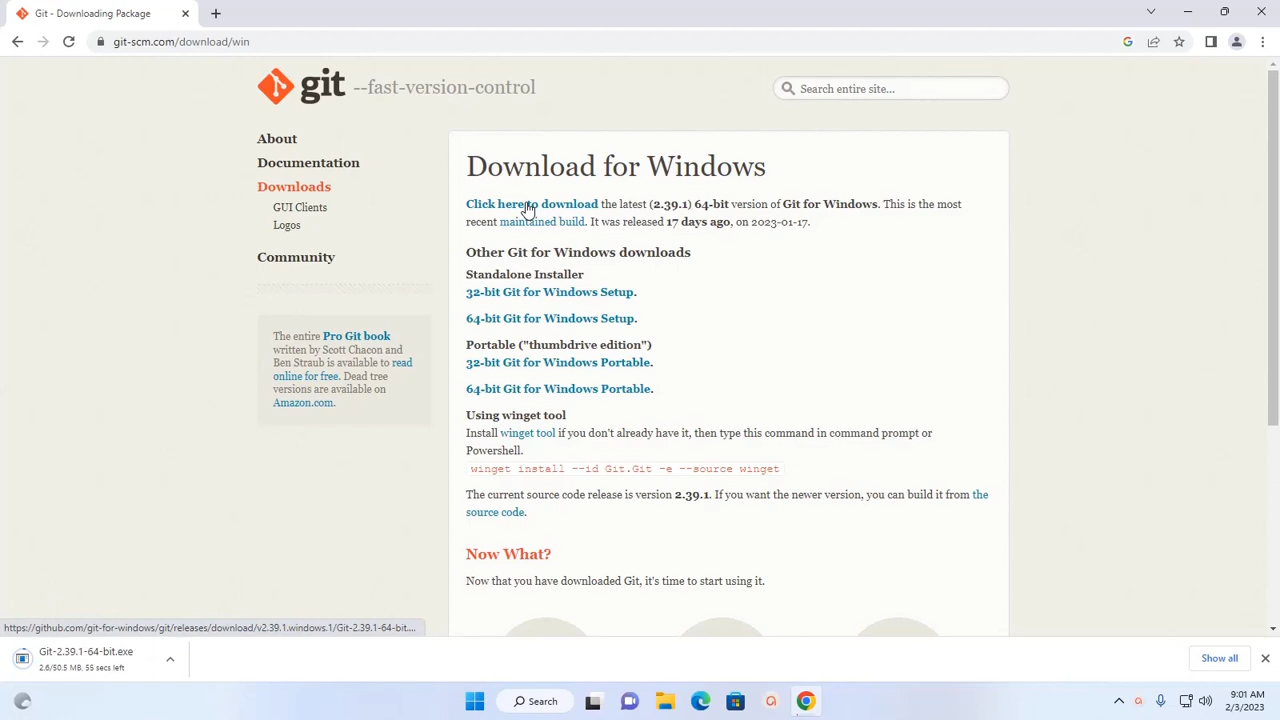 Git - Downloading Package
git-scm.com/download/win
git --fast-version-control
Search entire site...
About
Documentation
Downloads
GUI Clients
Logos
Community
The entire Pro Git book
written by Scott Chacon and
Ben Straub is available to read
online for free. Dead tree
versions are available on
Amazon.com.
Download for Windows
Click here to download the latest (2.39.1) 64-bit version of Git for Windows. This is the most
recent maintained build. It was released 17 days ago, on 2023-01-17.
Other Git for Windows downloads
Standalone Installer
32-bit Git for Windows Setup.
64-bit Git for Windows Setup.
Portable ("thumbdrive edition")
32-bit Git for Windows Portable.
64-bit Git for Windows Portable.
Using winget tool
Install winget tool if you don't already have it, then type this command in command prompt or
Powershell.
winget install --id Git.Git -e --source winget
The current source code release is version 2.39.1. If you want the newer version, you can build it from the
source code.
Now What?
Now that you have downloaded Git, it's time to start using it.
https://github.com/git-for-windows/git/releases/download/v2.39.1.windows.1/Git-2.39.1-64-bit....
Git-2.39.1-64-bit.exe
2.6/50.5 MB, 55 secs left
Show all
Search
9:01 AM
2/3/2023